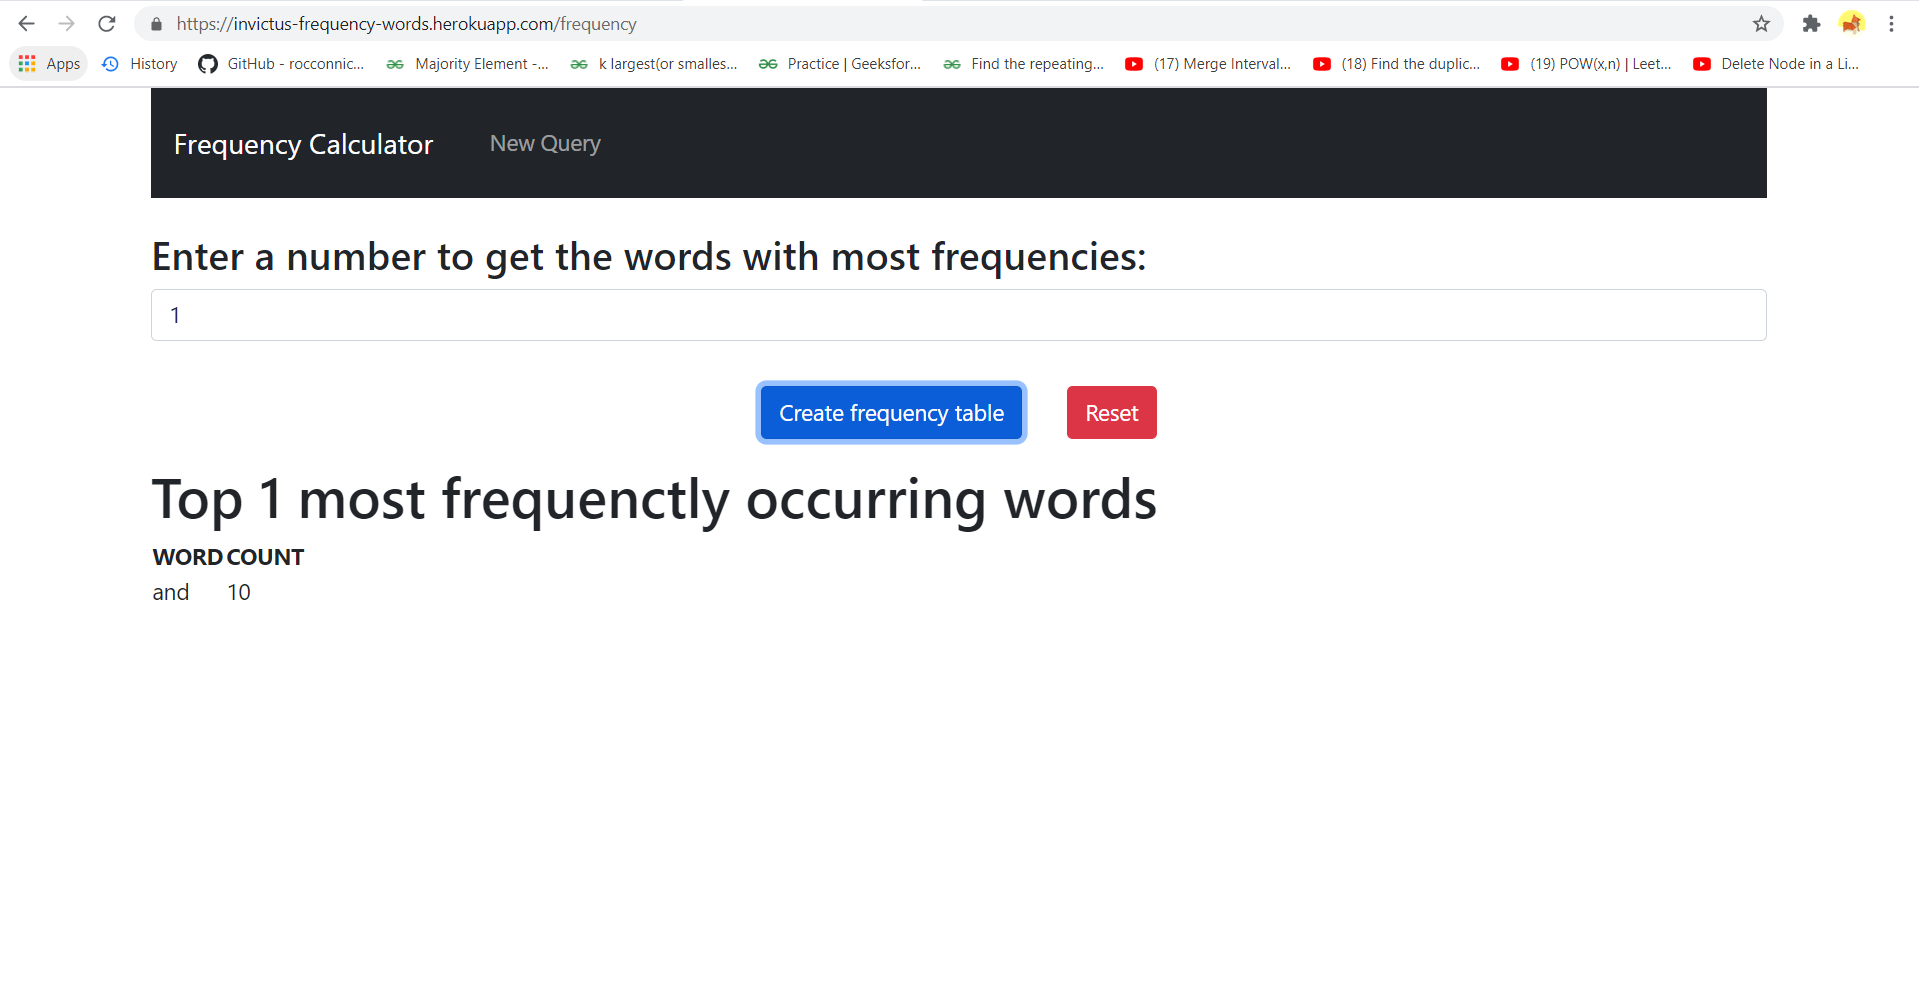 https://invictus-frequency-words.herokuapp.com/frequency
Apps History GitHub - rocconnic... Majority Element -... k largest(or smalles... Practice | Geeksfor... Find the repeating... (17) Merge Interval... (18) Find the duplic... (19) POW(x,n) | Leet... Delete Node in a Li...
Frequency Calculator New Query
Enter a number to get the words with most frequencies:
1
Create frequency table Reset
Top 1 most frequenctly occurring words
WORD COUNT
and 10